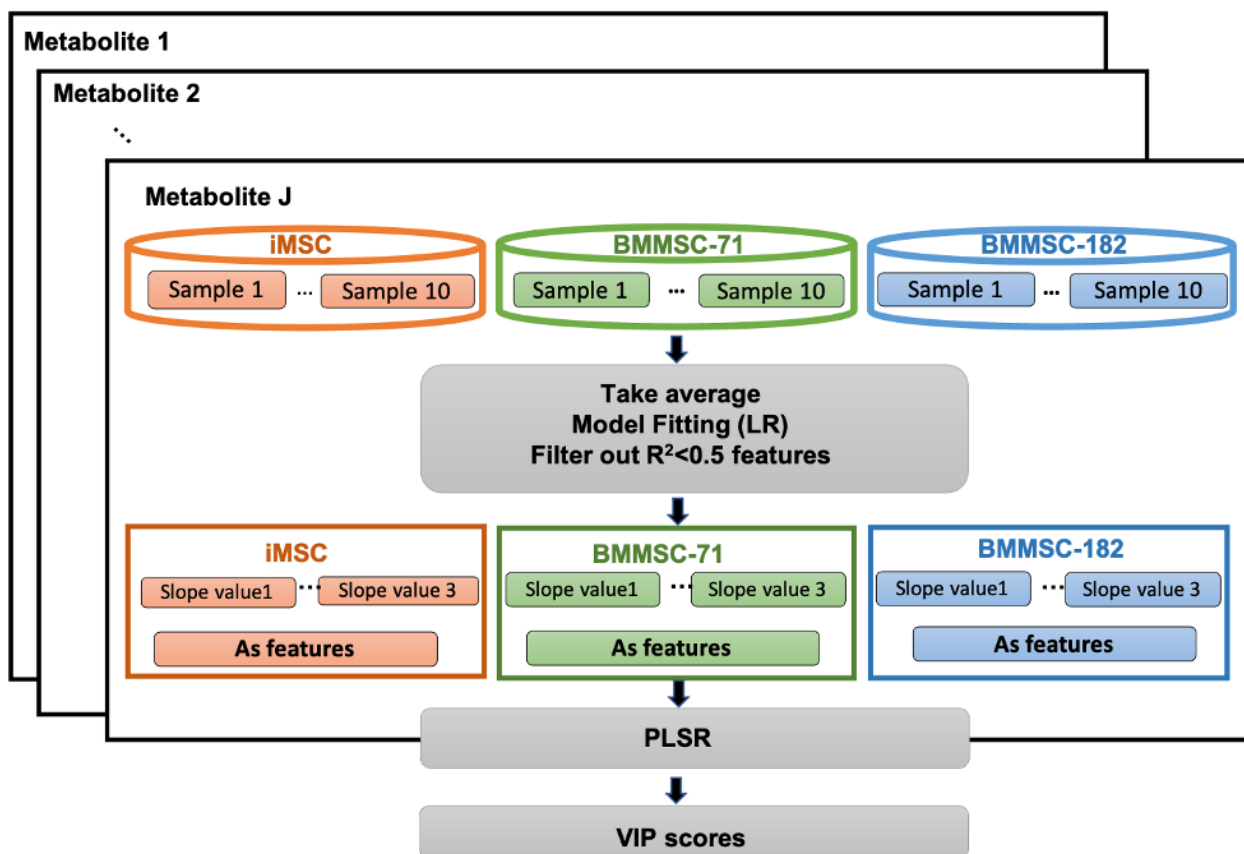 Metabolite 1
Metabolite 2
⋱
Metabolite J
iMSC
BMMSC-71
BMMSC-182
Sample 1 ... Sample 10
Sample 1 ... Sample 10
Sample 1 ... Sample 10
Take average
Model Fitting (LR)
Filter out R²<0.5 features
iMSC
BMMSC-71
BMMSC-182
Slope value1 ... Slope value 3
Slope value1 ... Slope value 3
Slope value1 ... Slope value 3
As features
As features
As features
PLSR
VIP scores